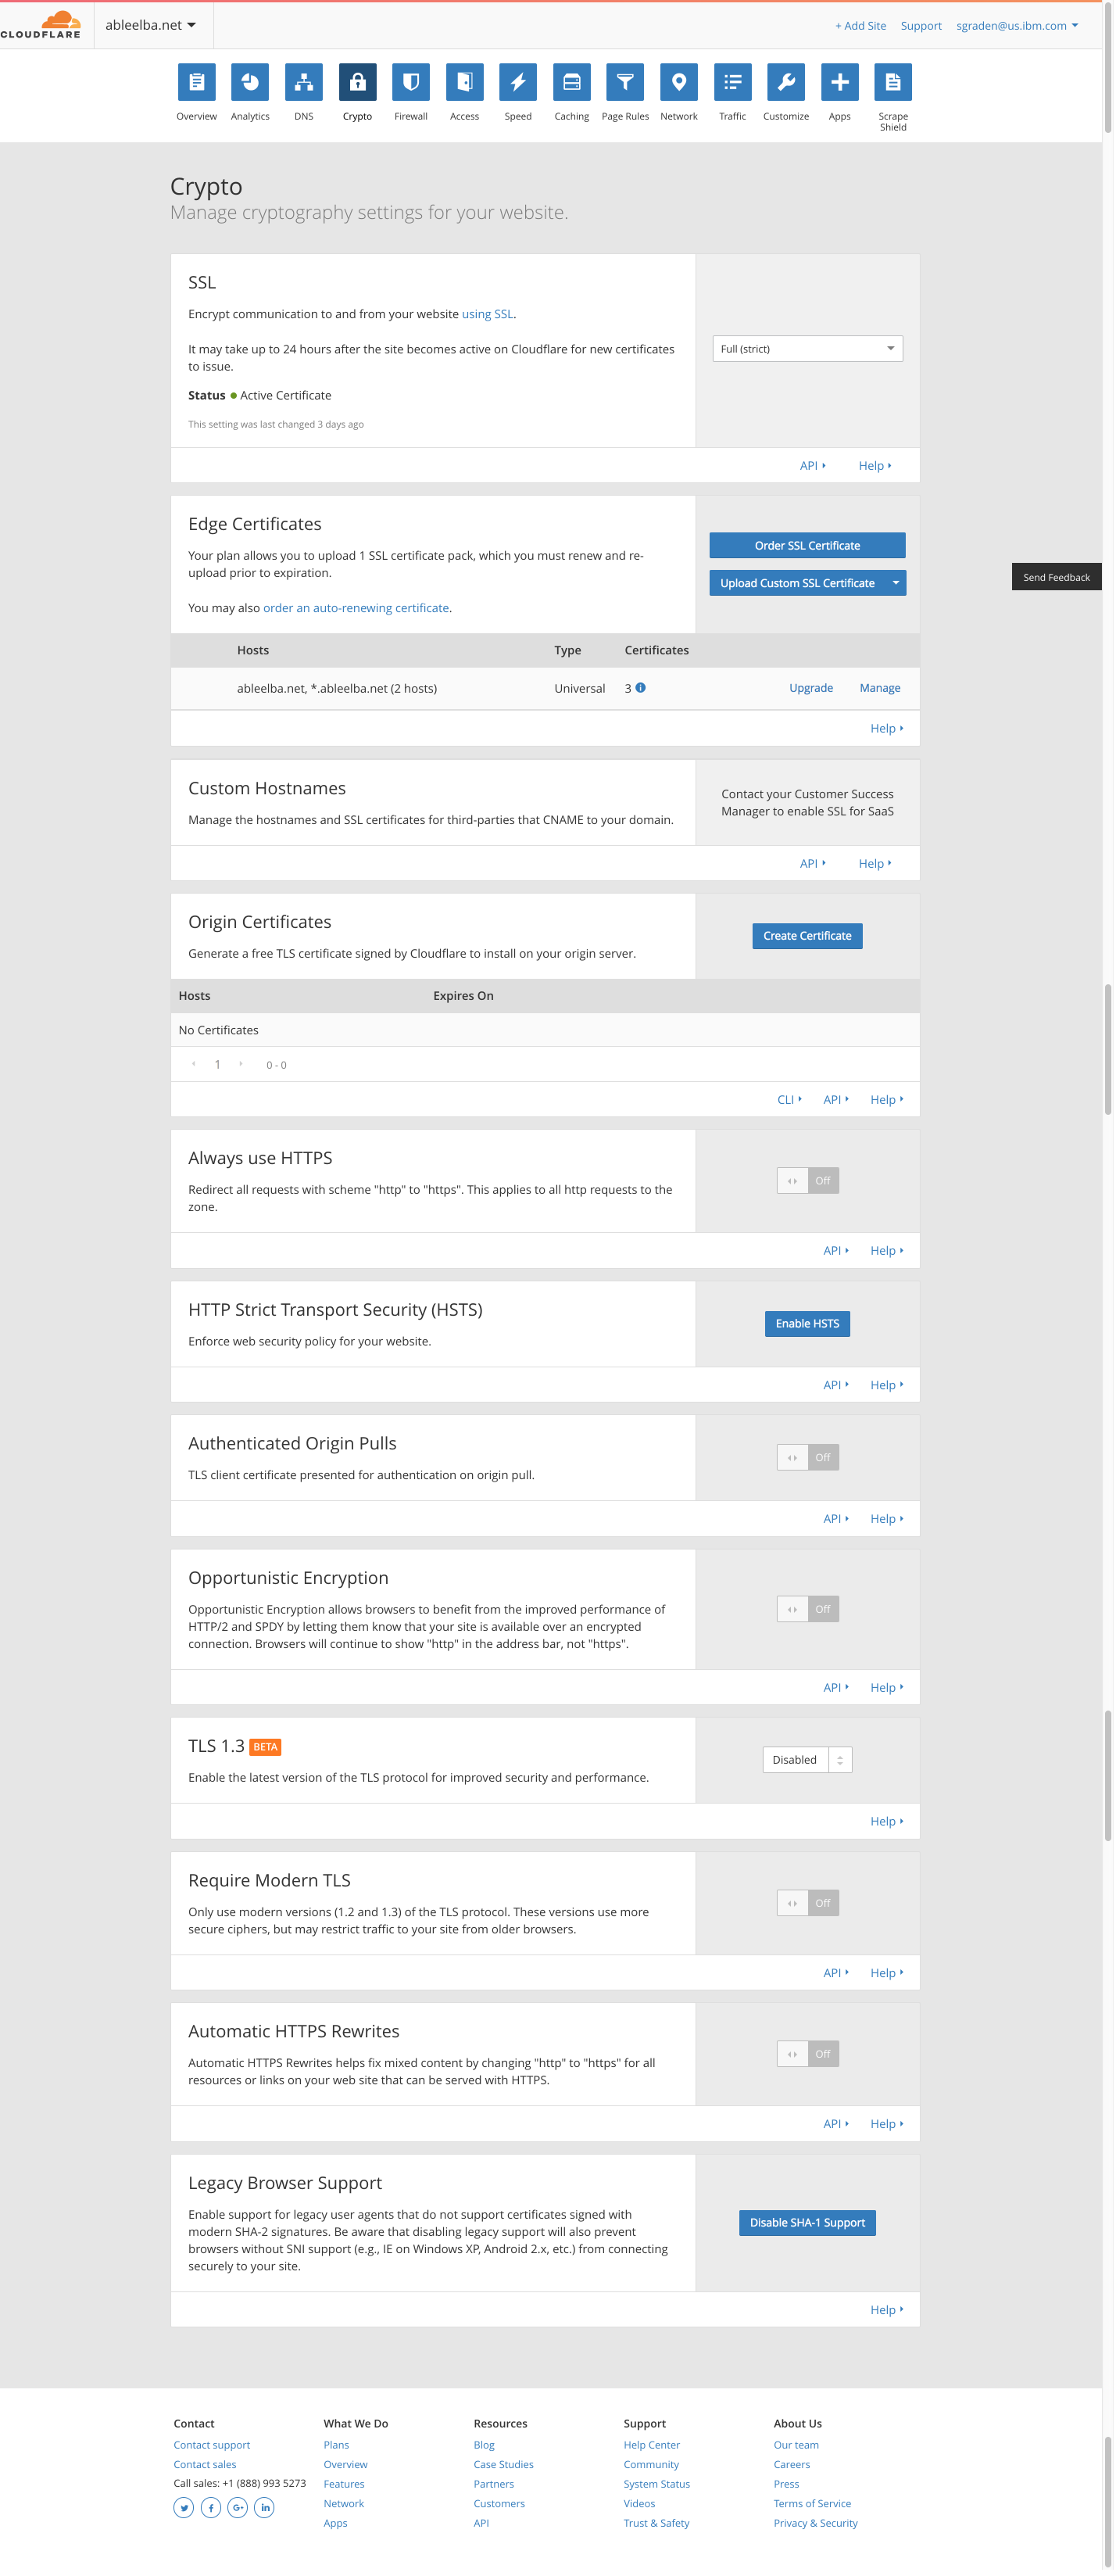 CLOUDFLARE
ableelba.net
+ Add Site Support sgraden@us.ibm.com
Overview Analytics DNS Crypto Firewall Access Speed Caching Page Rules Network Traffic Customize Apps Scrape
Shield
Crypto
Manage cryptography settings for your website.
SSL
Encrypt communication to and from your website using SSL.
It may take up to 24 hours after the site becomes active on Cloudflare for new certificates
to issue.
Status Active Certificate
This setting was last changed 3 days ago
Full (strict)
API Help
Edge Certificates
Your plan allows you to upload 1 SSL certificate pack, which you must renew and re-
upload prior to expiration.
You may also order an auto-renewing certificate.
Order SSL Certificate
Upload Custom SSL Certificate
Send Feedback
Hosts Type Certificates
ableelba.net, *.ableelba.net (2 hosts) Universal 3 Upgrade Manage
Help
Custom Hostnames
Manage the hostnames and SSL certificates for third-parties that CNAME to your domain.
Contact your Customer Success
Manager to enable SSL for SaaS
API Help
Origin Certificates
Generate a free TLS certificate signed by Cloudflare to install on your origin server.
Create Certificate
Hosts Expires On
No Certificates
1 0 - 0
CLI API Help
Always use HTTPS
Redirect all requests with scheme "http" to "https". This applies to all http requests to the
zone.
Off
API Help
HTTP Strict Transport Security (HSTS)
Enforce web security policy for your website.
Enable HSTS
API Help
Authenticated Origin Pulls
TLS client certificate presented for authentication on origin pull.
Off
API Help
Opportunistic Encryption
Opportunistic Encryption allows browsers to benefit from the improved performance of
HTTP/2 and SPDY by letting them know that your site is available over an encrypted
connection. Browsers will continue to show "http" in the address bar, not "https".
Off
API Help
TLS 1.3 BETA
Enable the latest version of the TLS protocol for improved security and performance.
Disabled
Help
Require Modern TLS
Only use modern versions (1.2 and 1.3) of the TLS protocol. These versions use more
secure ciphers, but may restrict traffic to your site from older browsers.
Off
API Help
Automatic HTTPS Rewrites
Automatic HTTPS Rewrites helps fix mixed content by changing "http" to "https" for all
resources or links on your web site that can be served with HTTPS.
Off
API Help
Legacy Browser Support
Enable support for legacy user agents that do not support certificates signed with
modern SHA-2 signatures. Be aware that disabling legacy support will also prevent
browsers without SNI support (e.g., IE on Windows XP, Android 2.x, etc.) from connecting
securely to your site.
Disable SHA-1 Support
Help
Contact
Contact support
Contact sales
Call sales: +1 (888) 993 5273
What We Do
Plans
Overview
Features
Network
Apps
Resources
Blog
Case Studies
Partners
Customers
API
Support
Help Center
Community
System Status
Videos
Trust & Safety
About Us
Our team
Careers
Press
Terms of Service
Privacy & Security